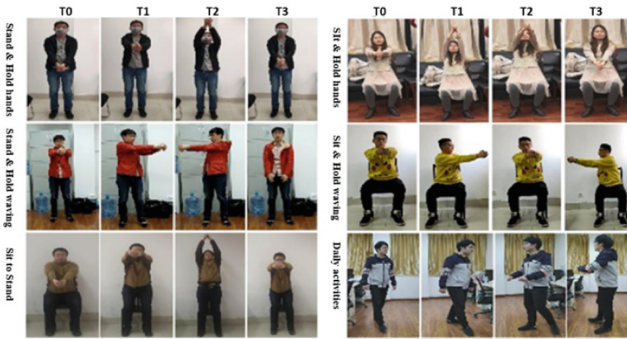 T0 T1 T2 T3
Stand & Hold hands
Stand & Hold waving
Sit to Stand
T0 T1 T2 T3
SIt & Hold hands
Sit & Hold waving
Daily activities